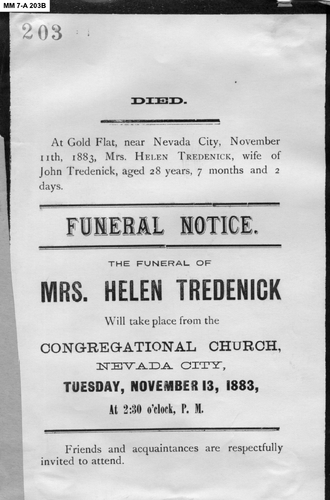 MM 7-A 203B
203
DIED.
At Gold Flat, near Nevada City, November
11th, 1883, Mrs. HELEN TREDENICK, wife of
John Tredenick, aged 28 years, 7 months and 2
days.
FUNERAL NOTICE.
THE FUNERAL OF
MRS. HELEN TREDENICK
Will take place from the
CONGREGATIONAL CHURCH,
NEVADA CITY,
TUESDAY, NOVEMBER 13, 1883,
At 2:30 o'clock, P. M.
Friends and acquaintances are respectfully
invited to attend.